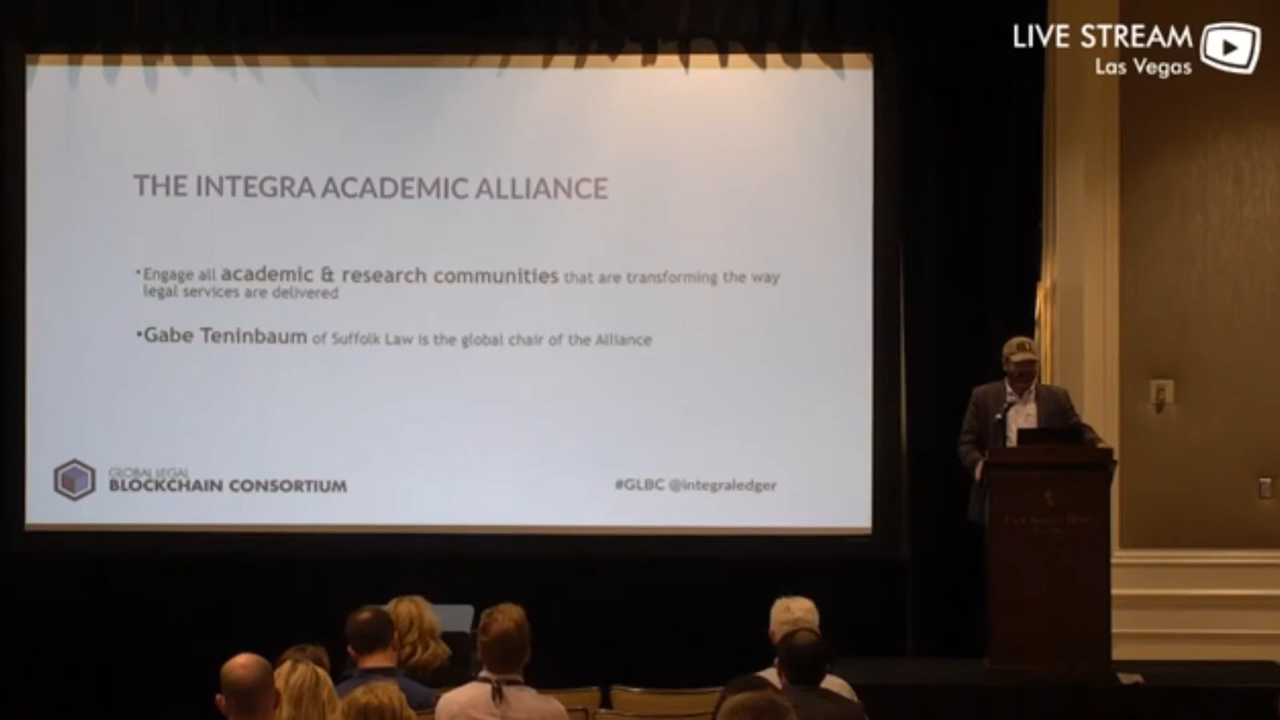 LIVE STREAM
Las Vegas
THE INTEGRA ACADEMIC ALLIANCE
•Engage all academic & research communities that are transforming the way
legal services are delivered
•Gabe Teninbaum of Suffolk Law is the global chair of the Alliance
GLOBAL LEGAL
BLOCKCHAIN CONSORTIUM
#GLBC @integraledger